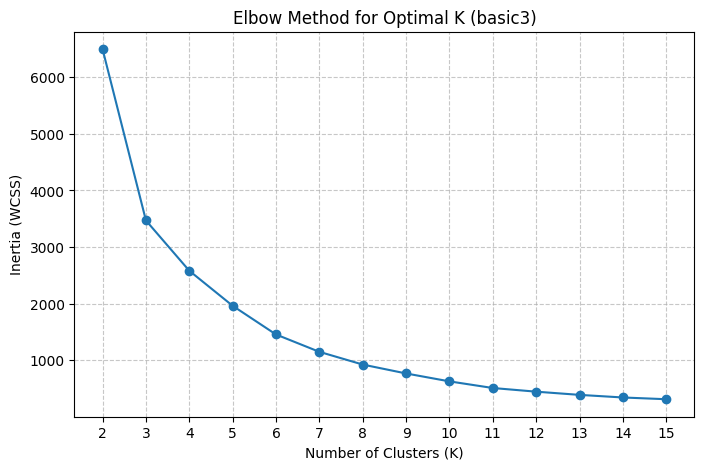 Elbow Method for Optimal K (basic3)
Inertia (WCSS)
6000
5000
4000
3000
2000
1000
2 3 4 5 6 7 8 9 10 11 12 13 14 15
Number of Clusters (K)